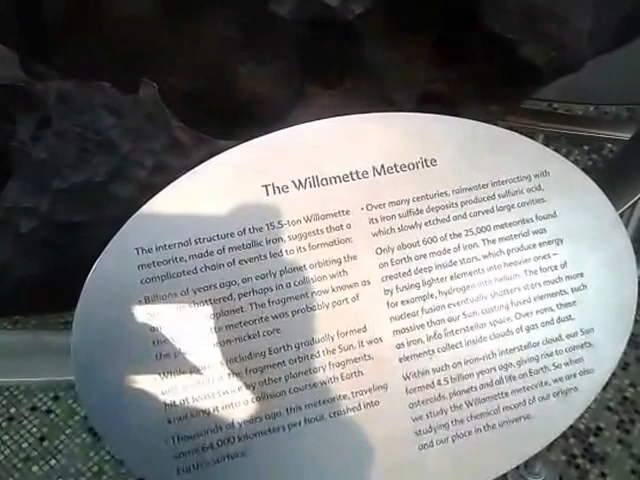 The Willamette Meteorite
The internal structure of the 15.5-ton Willamette
meteorite, made of metallic iron, suggests that a
complicated chain of events led to its formation:
• Billions of years ago, an early planet orbiting the
shattered, perhaps in a collision with
planet. The fragment now known as
the meteorite was probably part of
the iron-nickel core.
• While including Earth gradually formed
the fragment orbited the Sun. It was
hit at least twice by other planetary fragments,
knocking it into a collision course with Earth.
• Thousands of years ago, this meteorite, traveling
some 64,000 kilometers per hour, crashed into
Earth's surface.
• Over many centuries, rainwater interacting with
its iron sulfide deposits produced sulfuric acid,
which slowly etched and carved large cavities.
Only about 600 of the 25,000 meteorites found
on Earth are made of iron. The material was
created deep inside stars, which produce energy
by fusing lighter elements into heavier ones –
for example, hydrogen into helium. The force of
nuclear fusion eventually shatters stars much more
massive than our Sun, casting fused elements, such
as iron, into interstellar space. Over eons, these
elements collect inside clouds of gas and dust.
Within such an iron-rich interstellar cloud, our Sun
formed 4.5 billion years ago, giving rise to comets,
asteroids, planets and all life on Earth. So when
we study the Willamette meteorite, we are also
studying the chemical record of our origins
and our place in the universe.